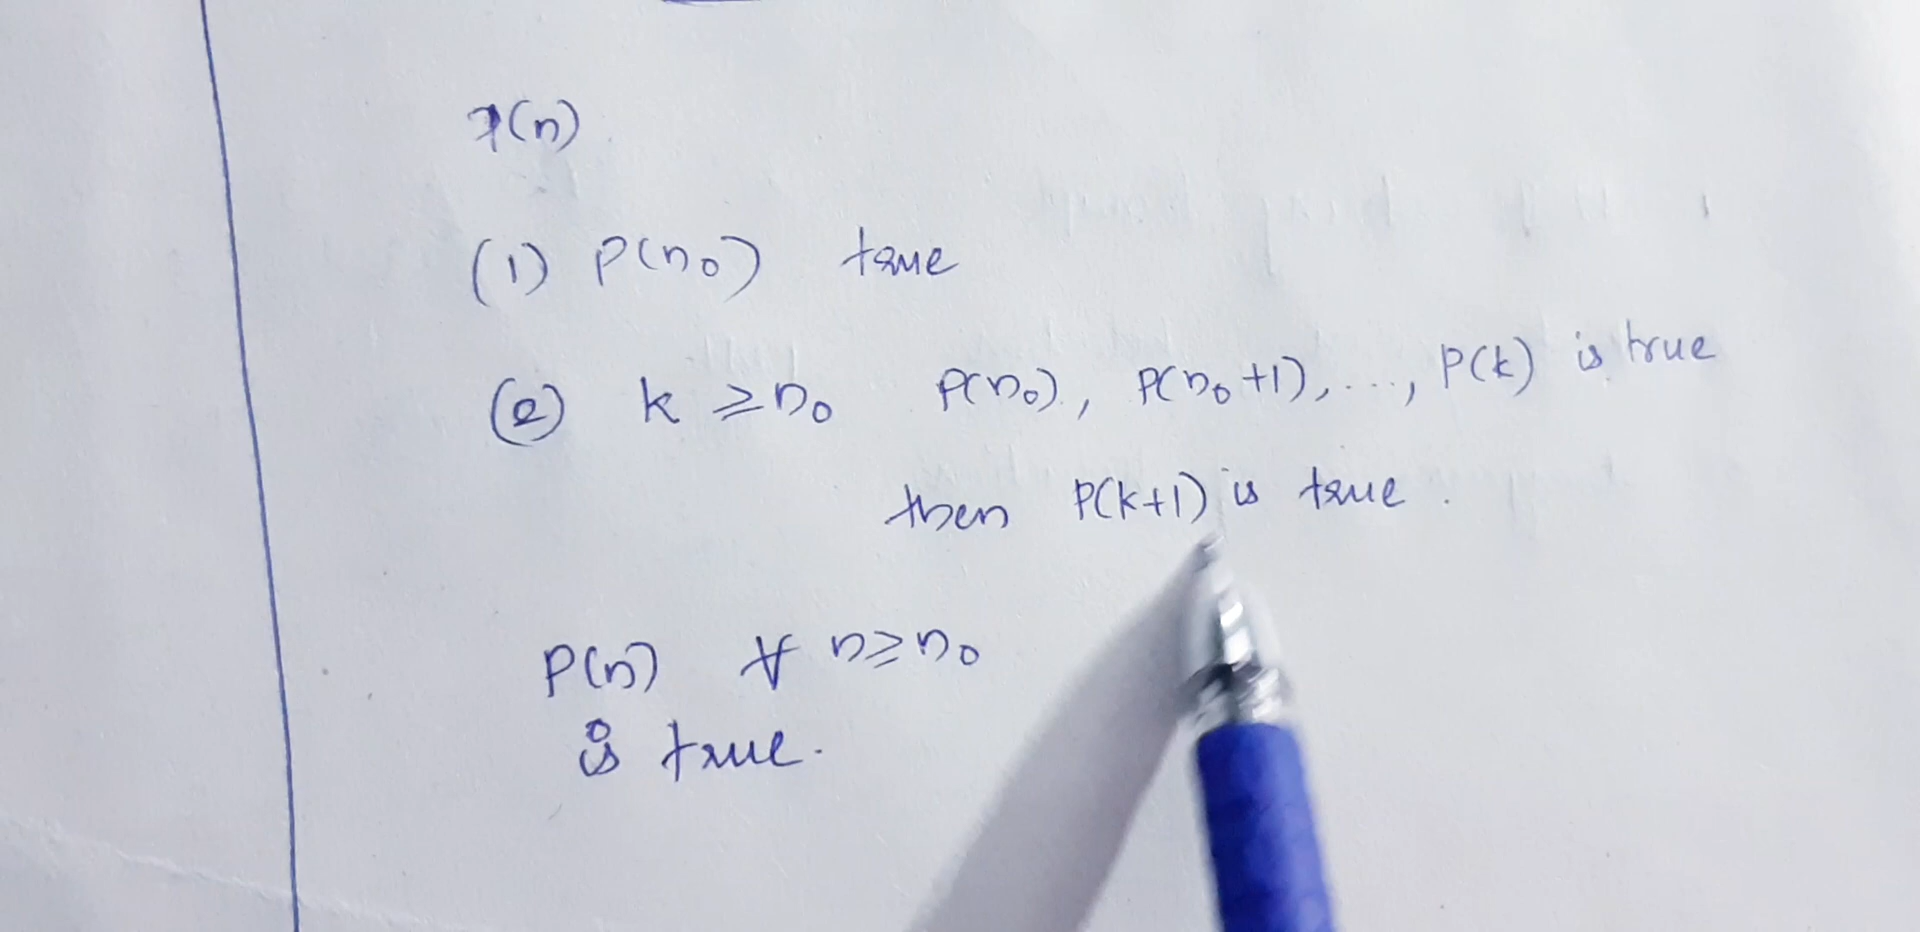 P(n)
(1) P(n₀) true
(2) k ≥ n₀ P(n₀), P(n₀+1), ..., P(k) is true
then P(k+1) is true.
P(n) ∀ n ≥ n₀
is true.